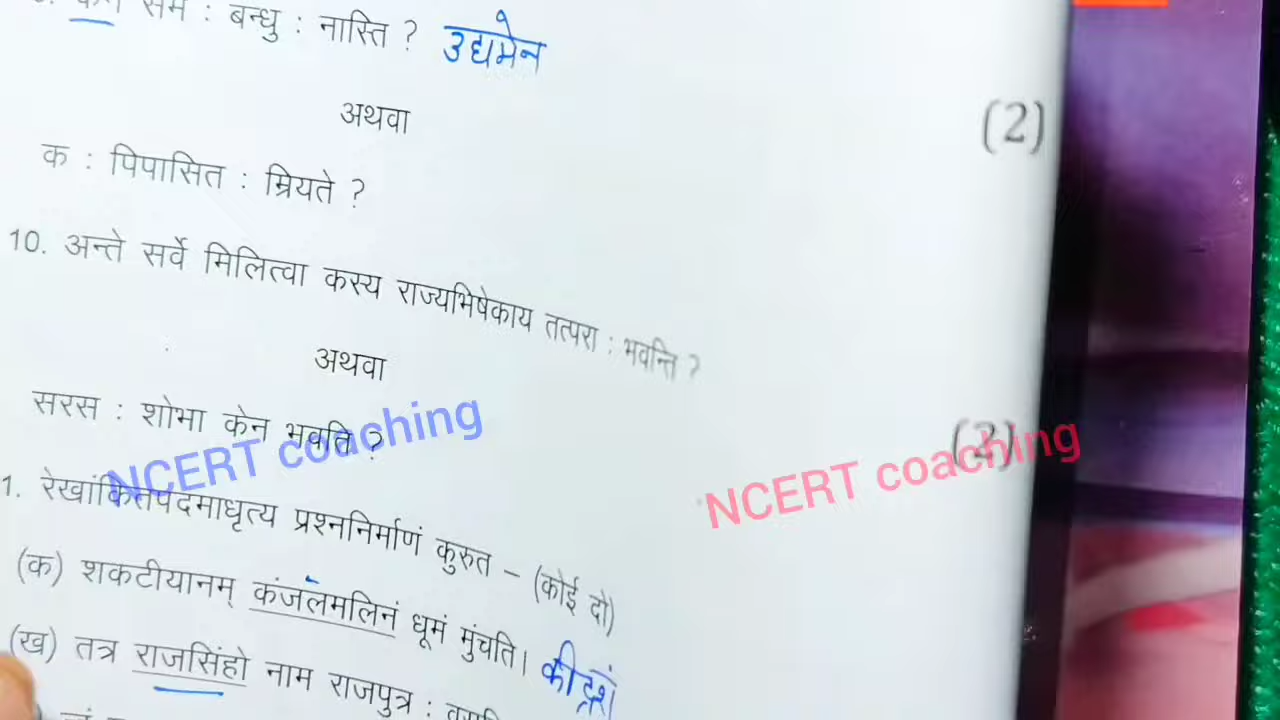 सम : बन्धु : नास्ति ? उद्यमेन
अथवा
(2)
क : पिपासित : म्रियते ?
10. अन्ते सर्वे मिलित्वा कस्य राज्यभिषेकाय तत्परा : भवन्ति ?
अथवा
सरस : शोभा केन भवति ?
(2)
NCERT coaching
NCERT coaching
1. रेखांकितपदमाधृत्य प्रश्ननिर्माणं कुरुत – (कोई दो)
(क) शकटीयानम् कंजलमलिनं धूमं मुंचति। कीदृशं
(ख) तत्र राजसिंहो नाम राजपुत्र :